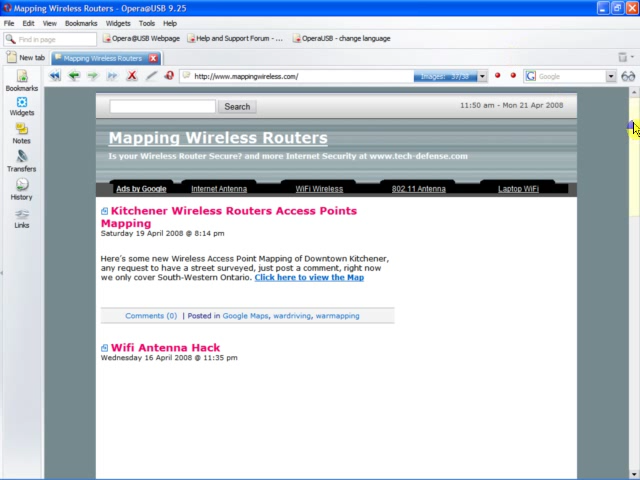 Mapping Wireless Routers - Opera@USB 9.25
File Edit View Bookmarks Widgets Tools Help
Find in page
Opera@USB Webpage
Help and Support Forum - ...
OperaUSB - change language
New tab
Mapping Wireless Routers
http://www.mappingwireless.com/
Images: 37/38
Google
Bookmarks
Widgets
Notes
Transfers
History
Links
Search
11:50 am - Mon 21 Apr 2008
Mapping Wireless Routers
Is your Wireless Router Secure? and more Internet Security at www.tech-defense.com
Ads by Google
Internet Antenna
WiFi Wireless
802.11 Antenna
Laptop WiFi
Kitchener Wireless Routers Access Points
Mapping
Saturday 19 April 2008 @ 8:14 pm
Here's some new Wireless Access Point Mapping of Downtown Kitchener,
any request to have a street surveyed, just post a comment, right now
we only cover South-Western Ontario. Click here to view the Map
Comments (0) | Posted in Google Maps, wardriving, warmapping
Wifi Antenna Hack
Wednesday 16 April 2008 @ 11:35 pm